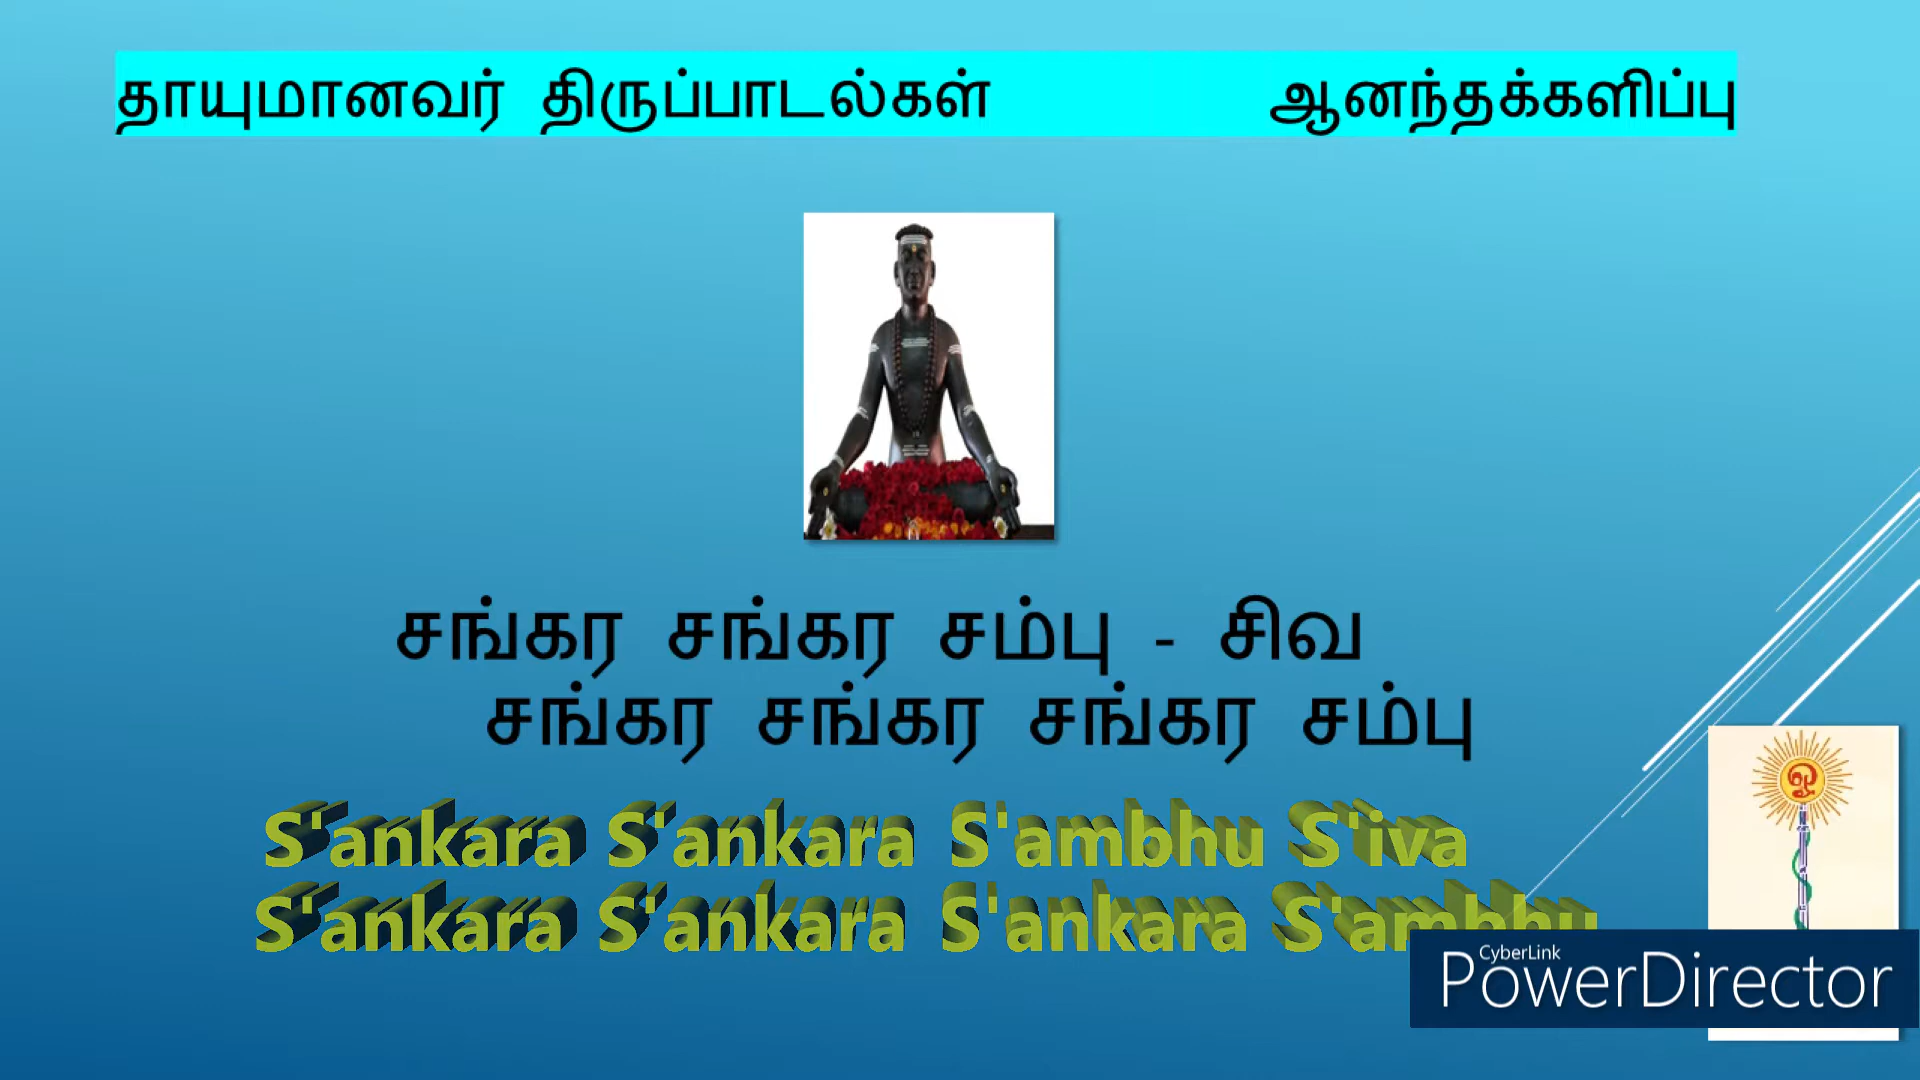 தாயுமானவர் திருப்பாடல்கள் ஆனந்தக்களிப்பு
சங்கர சங்கர சம்பு - சிவ
சங்கர சங்கர சங்கர சம்பு
S'ankara S'ankara S'ambhu S'iva
S'ankara S'ankara S'ankara S'ambhu
ஓ
CyberLink
PowerDirector